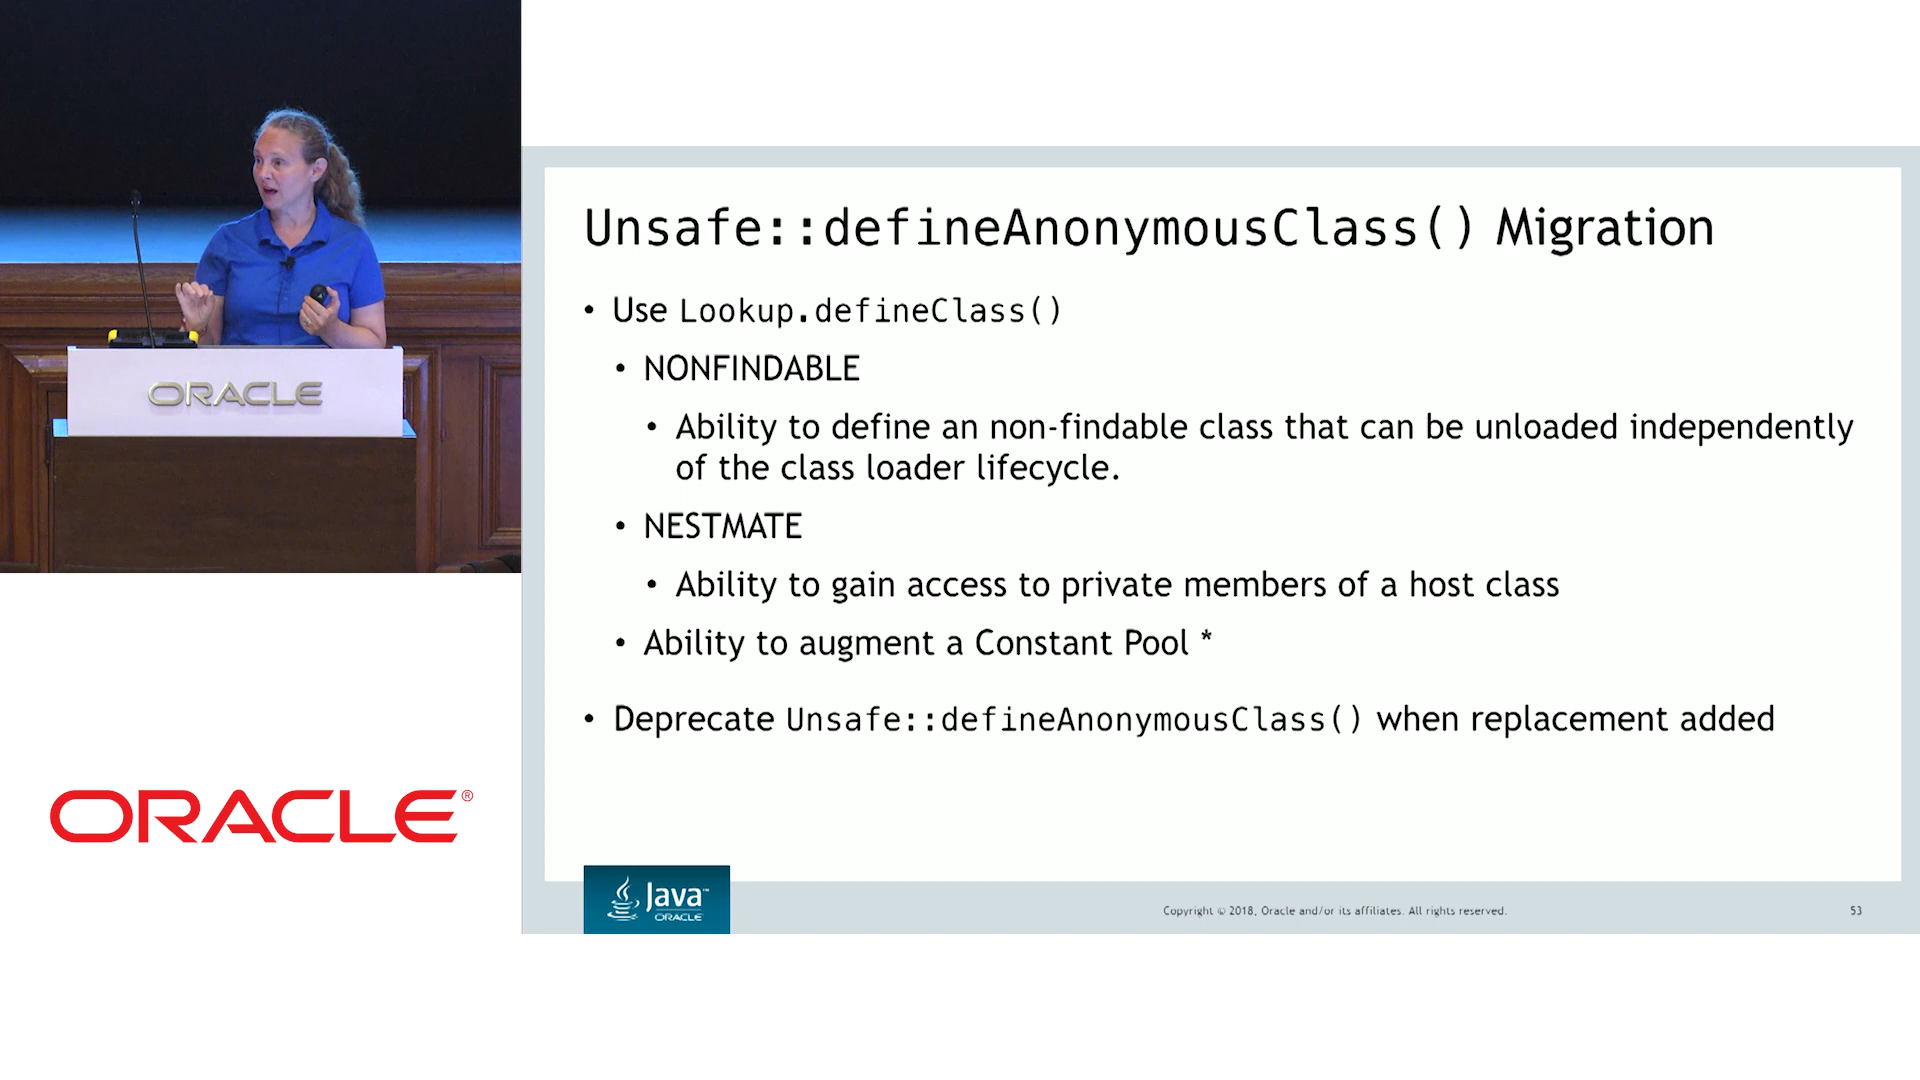 ORACLE
ORACLE®
Unsafe::defineAnonymousClass() Migration
• Use Lookup.defineClass()
• NONFINDABLE
• Ability to define an non-findable class that can be unloaded independently
of the class loader lifecycle.
• NESTMATE
• Ability to gain access to private members of a host class
• Ability to augment a Constant Pool *
• Deprecate Unsafe::defineAnonymousClass() when replacement added
Java™
ORACLE
Copyright © 2018, Oracle and/or its affiliates. All rights reserved.
53